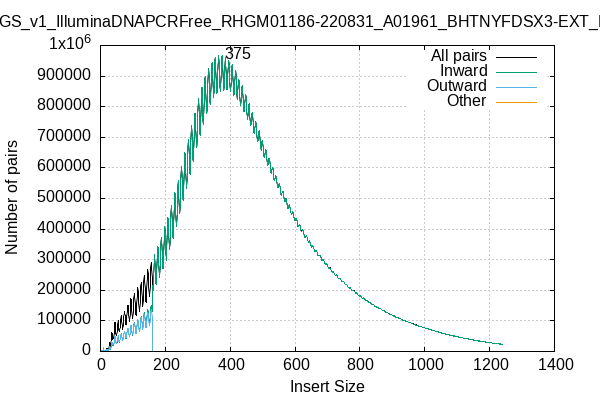 GS_v1_IlluminaDNAPCRFree_RHGM01186-220831_A01961_BHTNYFDSX3-EXT_
1x10^6
900000
800000
700000
600000
500000
400000
300000
200000
100000
0
Number of pairs
375
All pairs
Inward
Outward
Other
0 200 400 600 800 1000 1200 1400
Insert Size